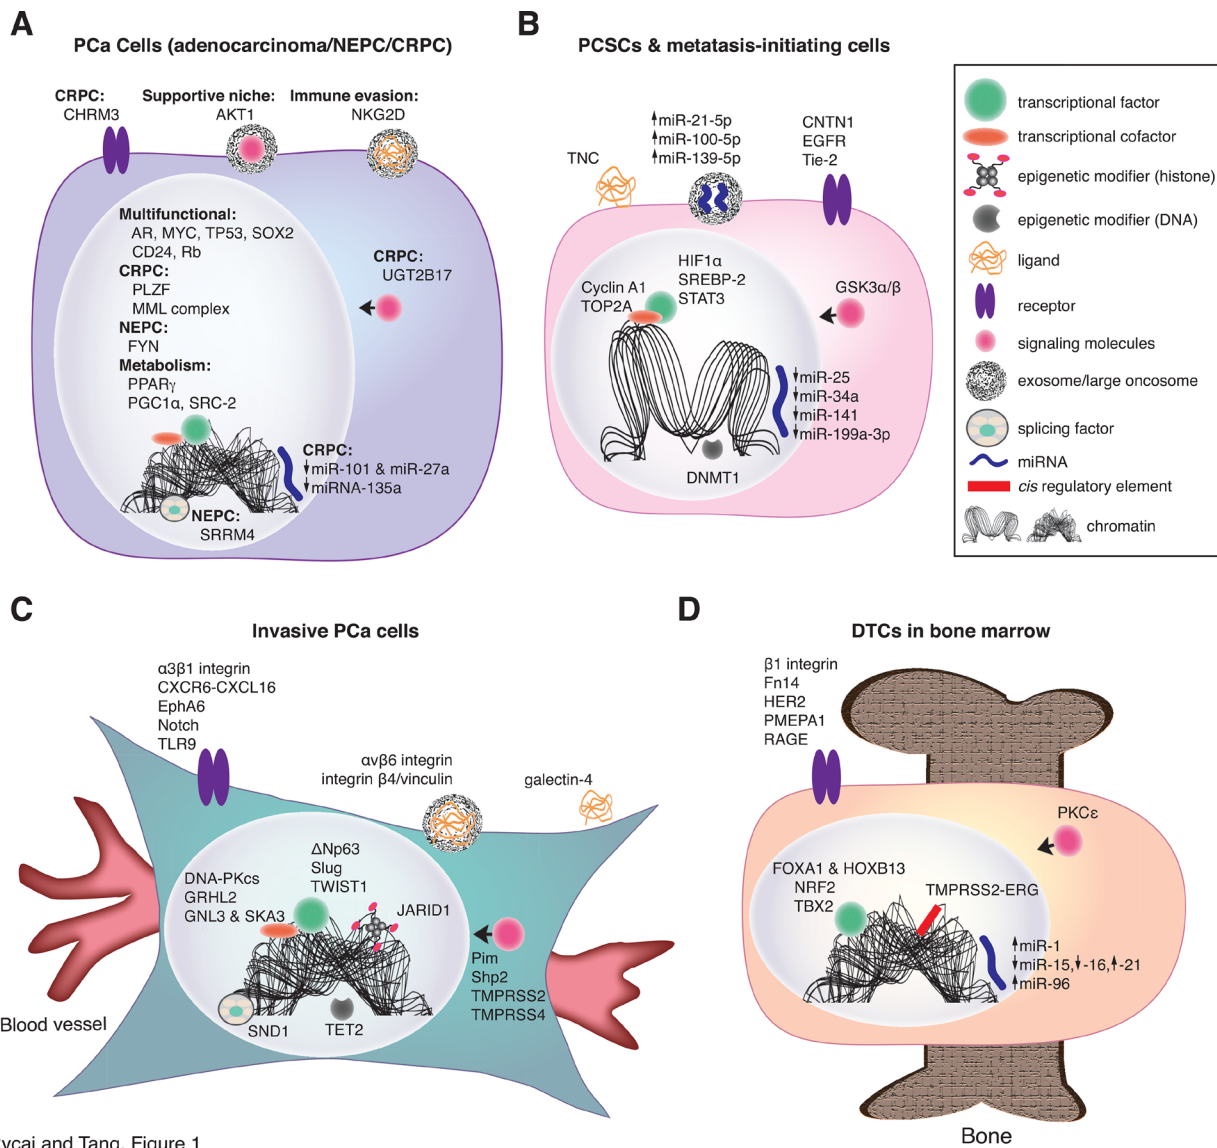 A
PCa Cells (adenocarcinoma/NEPC/CRPC)
CRPC:
CHRM3
Supportive niche:
AKT1
Immune evasion:
NKG2D
Multifunctional:
AR, MYC, TP53, SOX2
CD24, Rb
CRPC:
PLZF
MML complex
NEPC:
FYN
Metabolism:
PPARγ
PGC1α, SRC-2
CRPC:
UGT2B17
CRPC:
miR-101 & miR-27a
miRNA-135a
NEPC:
SRRM4
B
PCSCs & metatasis-initiating cells
TNC
miR-21-5p
miR-100-5p
miR-139-5p
CNTN1
EGFR
Tie-2
HIF1α
SREBP-2
STAT3
Cyclin A1
TOP2A
GSK3α/β
miR-25
miR-34a
miR-141
miR-199a-3p
DNMT1
transcriptional factor
transcriptional cofactor
epigenetic modifier (histone)
epigenetic modifier (DNA)
ligand
receptor
signaling molecules
exosome/large oncosome
splicing factor
miRNA
cis regulatory element
chromatin
C
Invasive PCa cells
α3β1 integrin
CXCR6-CXCL16
EphA6
Notch
TLR9
αvβ6 integrin
integrin β4/vinculin
galectin-4
ΔNp63
Slug
TWIST1
DNA-PKcs
GRHL2
GNL3 & SKA3
JARID1
Pim
Shp2
TMPRSS2
TMPRSS4
SND1
TET2
Blood vessel
D
DTCs in bone marrow
β1 integrin
Fn14
HER2
PMEPA1
RAGE
PKCε
FOXA1 & HOXB13
NRF2
TBX2
TMPRSS2-ERG
miR-1
miR-15, -16, -21
miR-96
Bone
and Tang, Figure 1